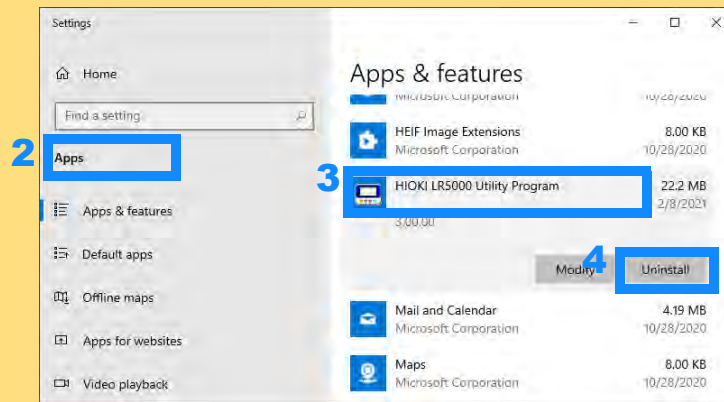 Settings
Home
Find a setting
2
Apps
Apps & features
Default apps
Offline maps
Apps for websites
Video playback
Apps & features
Microsoft Corporation 10/28/2020
HEIF Image Extensions 8.00 KB
Microsoft Corporation 10/28/2020
3
HIOKI LR5000 Utility Program 22.2 MB
2/8/2021
3.00.00
4
Modify Uninstall
Mail and Calendar 4.19 MB
Microsoft Corporation 10/28/2020
Maps 8.00 KB
Microsoft Corporation 10/28/2020